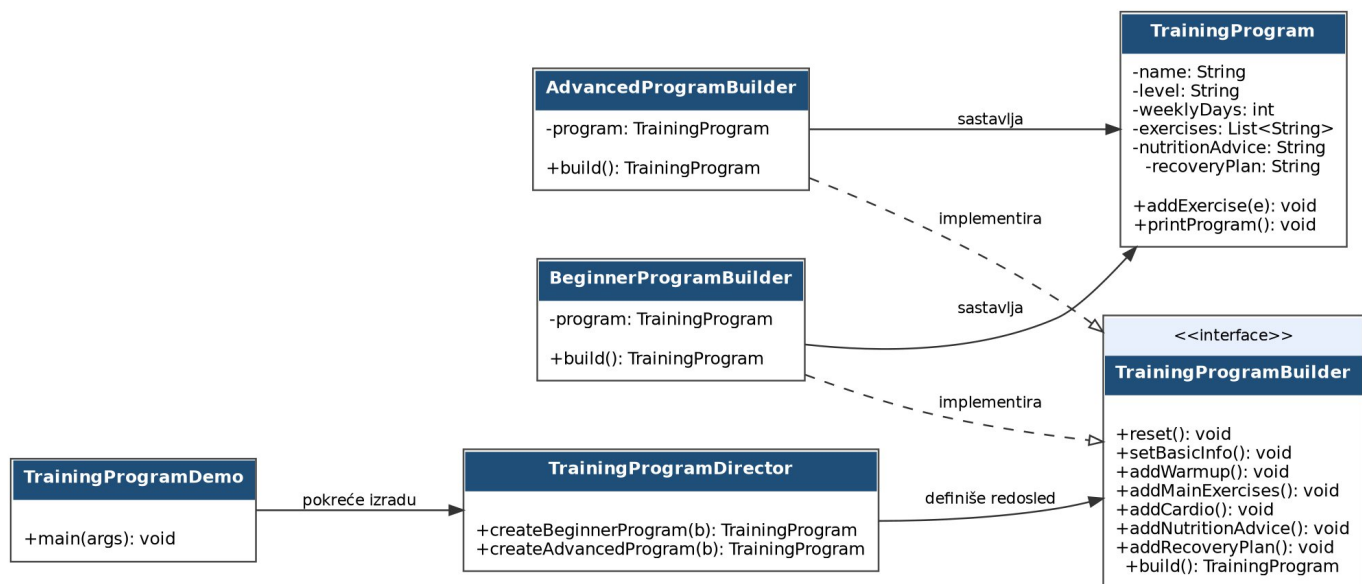 TrainingProgram
-name: String
-level: String
-weeklyDays: int
-exercises: List<String>
-nutritionAdvice: String
-recoveryPlan: String
+addExercise(e): void
+printProgram(): void
AdvancedProgramBuilder
-program: TrainingProgram
+build(): TrainingProgram
sastavlja
implementira
BeginnerProgramBuilder
-program: TrainingProgram
+build(): TrainingProgram
sastavlja
implementira
<<interface>>
TrainingProgramBuilder
+reset(): void
+setBasicInfo(): void
+addWarmup(): void
+addMainExercises(): void
+addCardio(): void
+addNutritionAdvice(): void
+addRecoveryPlan(): void
+build(): TrainingProgram
TrainingProgramDemo
+main(args): void
pokreće izradu
TrainingProgramDirector
+createBeginnerProgram(b): TrainingProgram
+createAdvancedProgram(b): TrainingProgram
definiše redosled